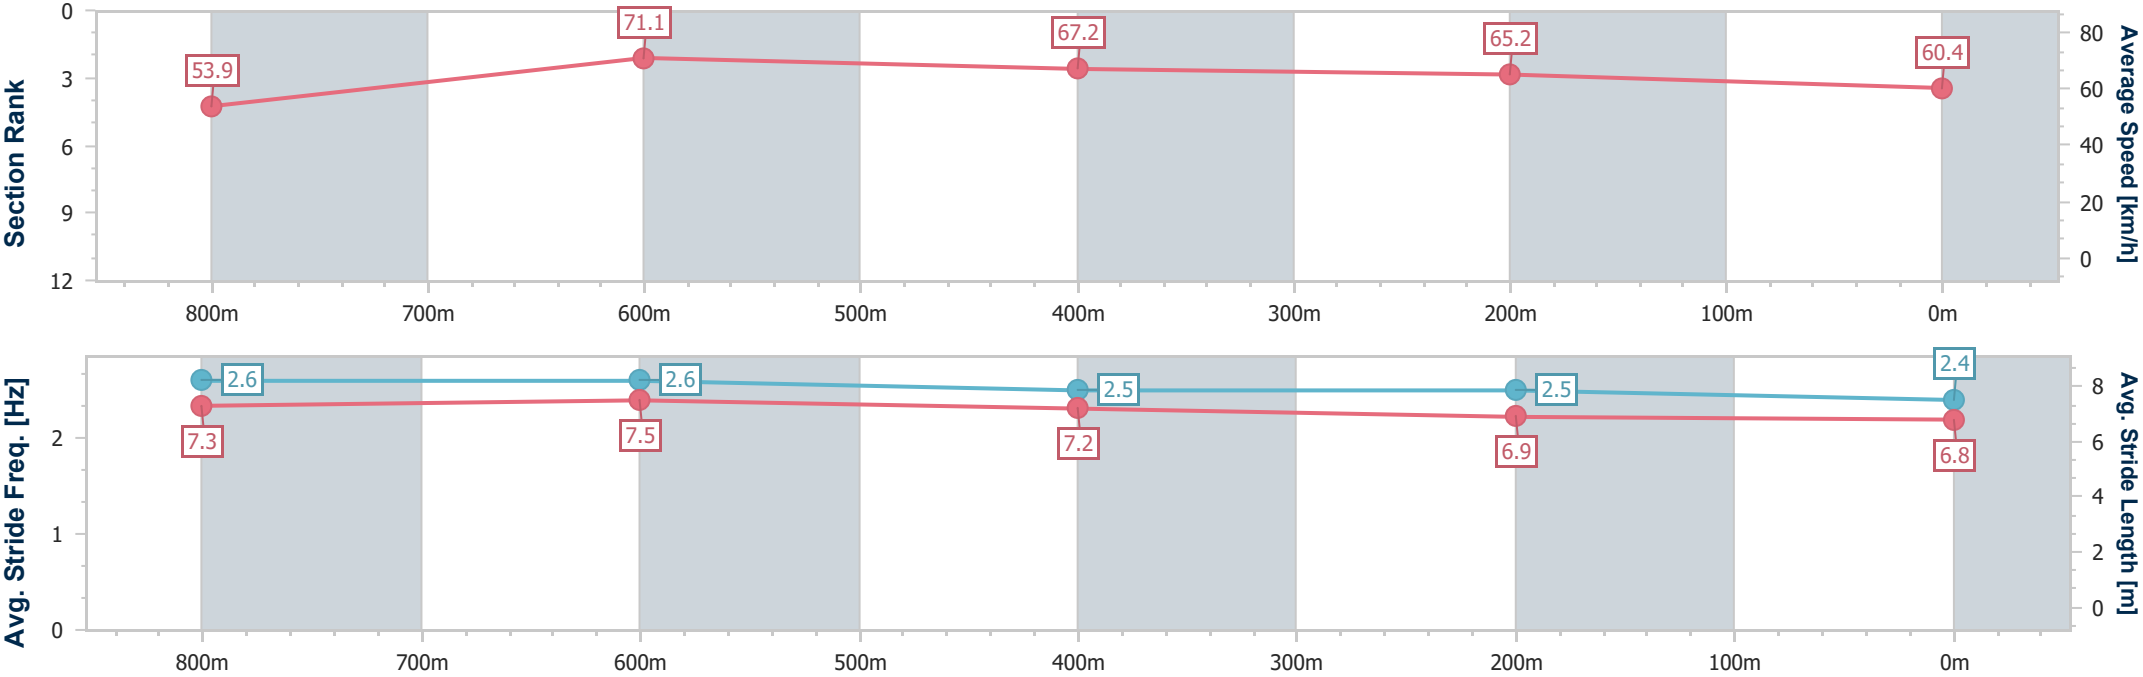 Section Rank
0
3
6
9
12
53.9
71.1
67.2
65.2
60.4
80
60
40
20
0
Average Speed [km/h]
800m
700m
600m
500m
400m
300m
200m
100m
0m
Avg. Stride Freq. [Hz]
2
1
0
2.6
2.6
2.5
2.5
2.4
7.3
7.5
7.2
6.9
6.8
8
6
4
2
0
Avg. Stride Length [m]
800m
700m
600m
500m
400m
300m
200m
100m
0m